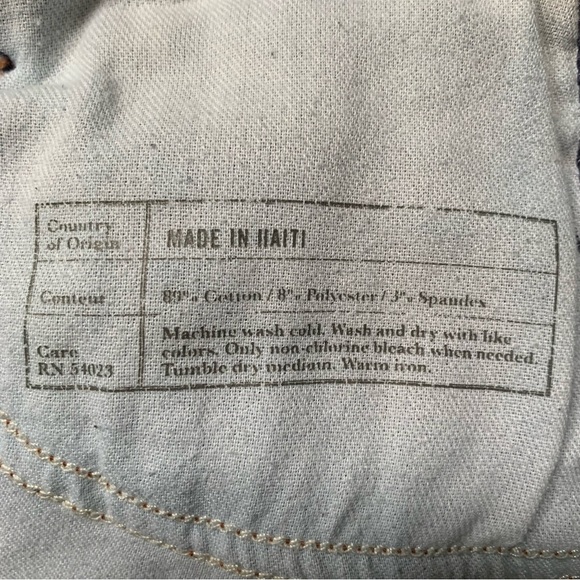 Country
of Origin
MADE IN HAITI
Content
89% Cotton / 8% Polyester / 3% Spandex
Care
RN 54023
Machine wash cold. Wash and dry with like
colors. Only non-chlorine bleach when needed.
Tumble dry medium. Warm iron.